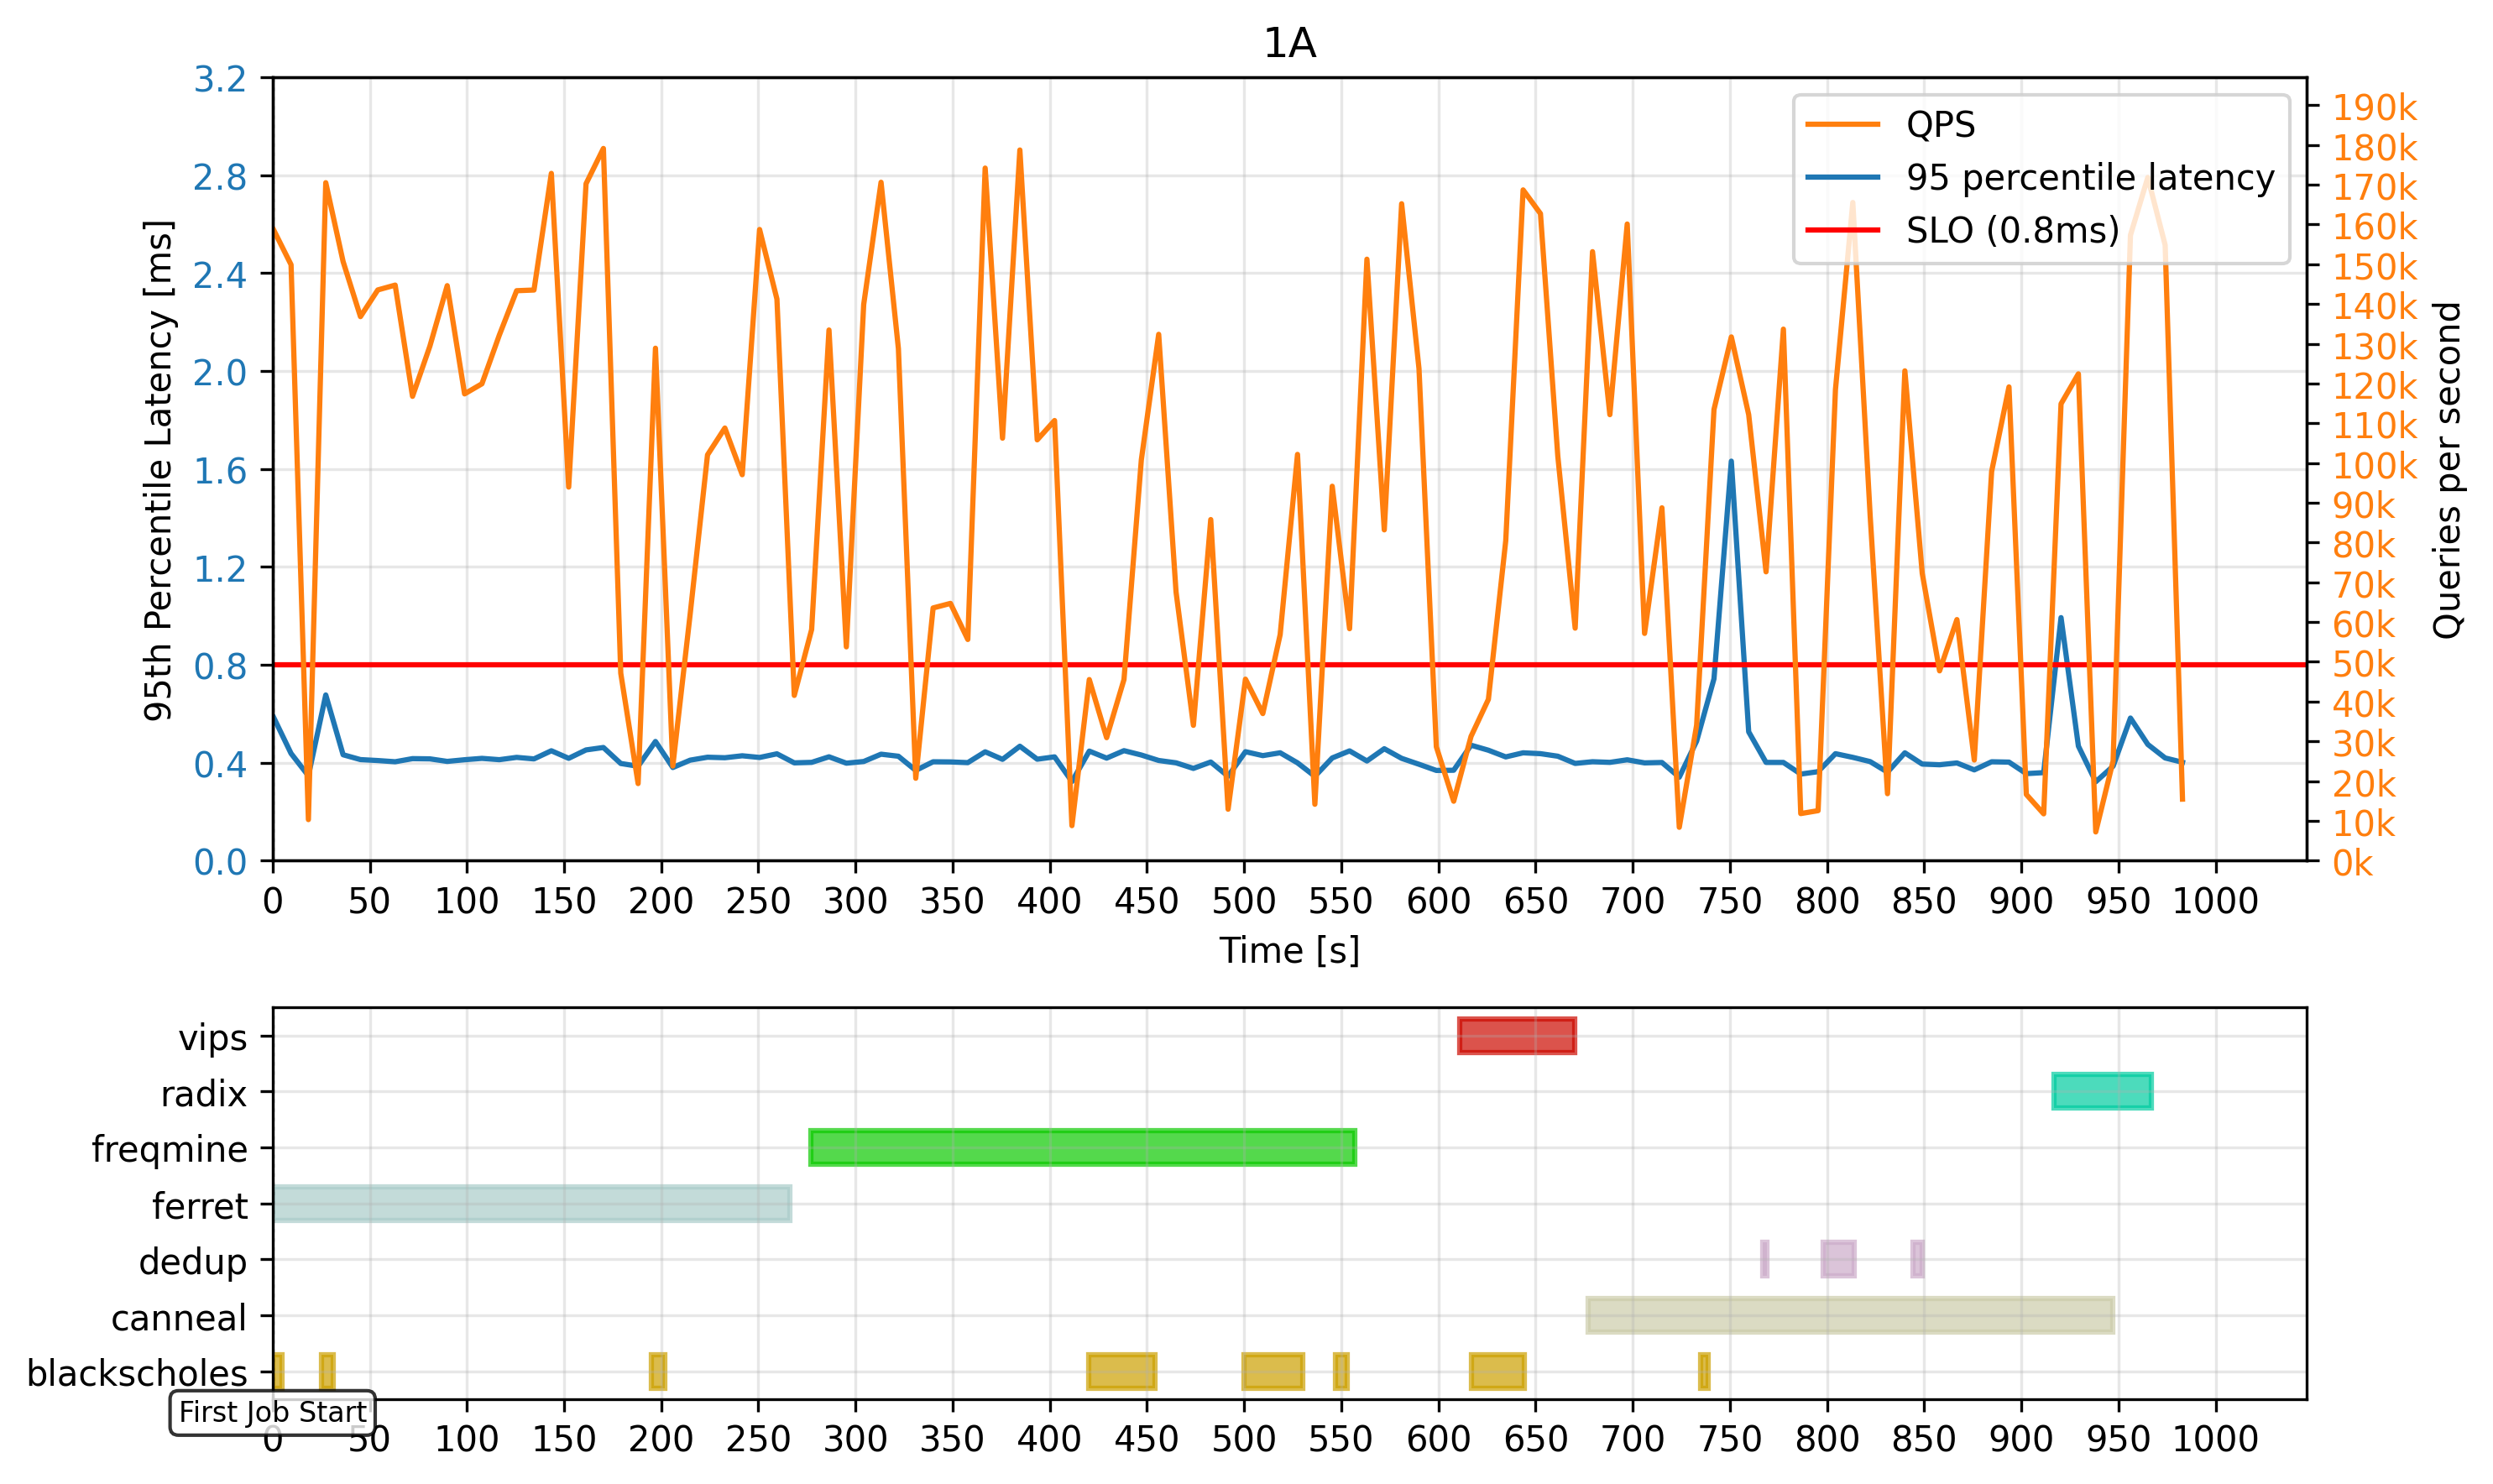 1A
3.2
2.8
2.4
2.0
1.6
1.2
0.8
0.4
0.0
95th Percentile Latency [ms]
QPS
95 percentile latency
SLO (0.8ms)
190k
180k
170k
160k
150k
140k
130k
120k
110k
100k
90k
80k
70k
60k
50k
40k
30k
20k
10k
0k
Queries per second
0 50 100 150 200 250 300 350 400 450 500 550 600 650 700 750 800 850 900 950 1000
Time [s]
vips
radix
freqmine
ferret
dedup
canneal
blackscholes
First Job Start
0 50 100 150 200 250 300 350 400 450 500 550 600 650 700 750 800 850 900 950 1000